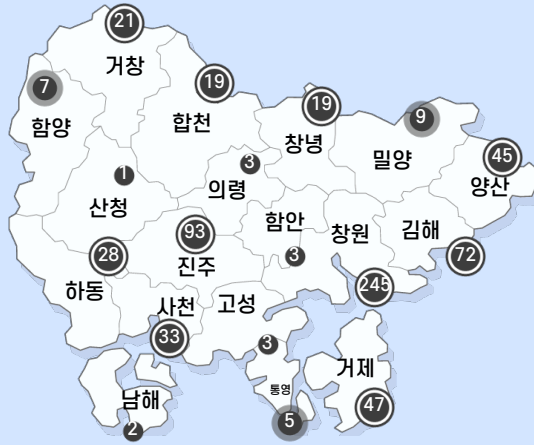 21
거창
7
함양
19
합천
19
창녕
9
밀양
45
양산
1
산청
3
의령
함안
3
창원
김해
72
93
진주
28
하동
245
사천
33
고성
3
통영
5
거제
47
남해
2